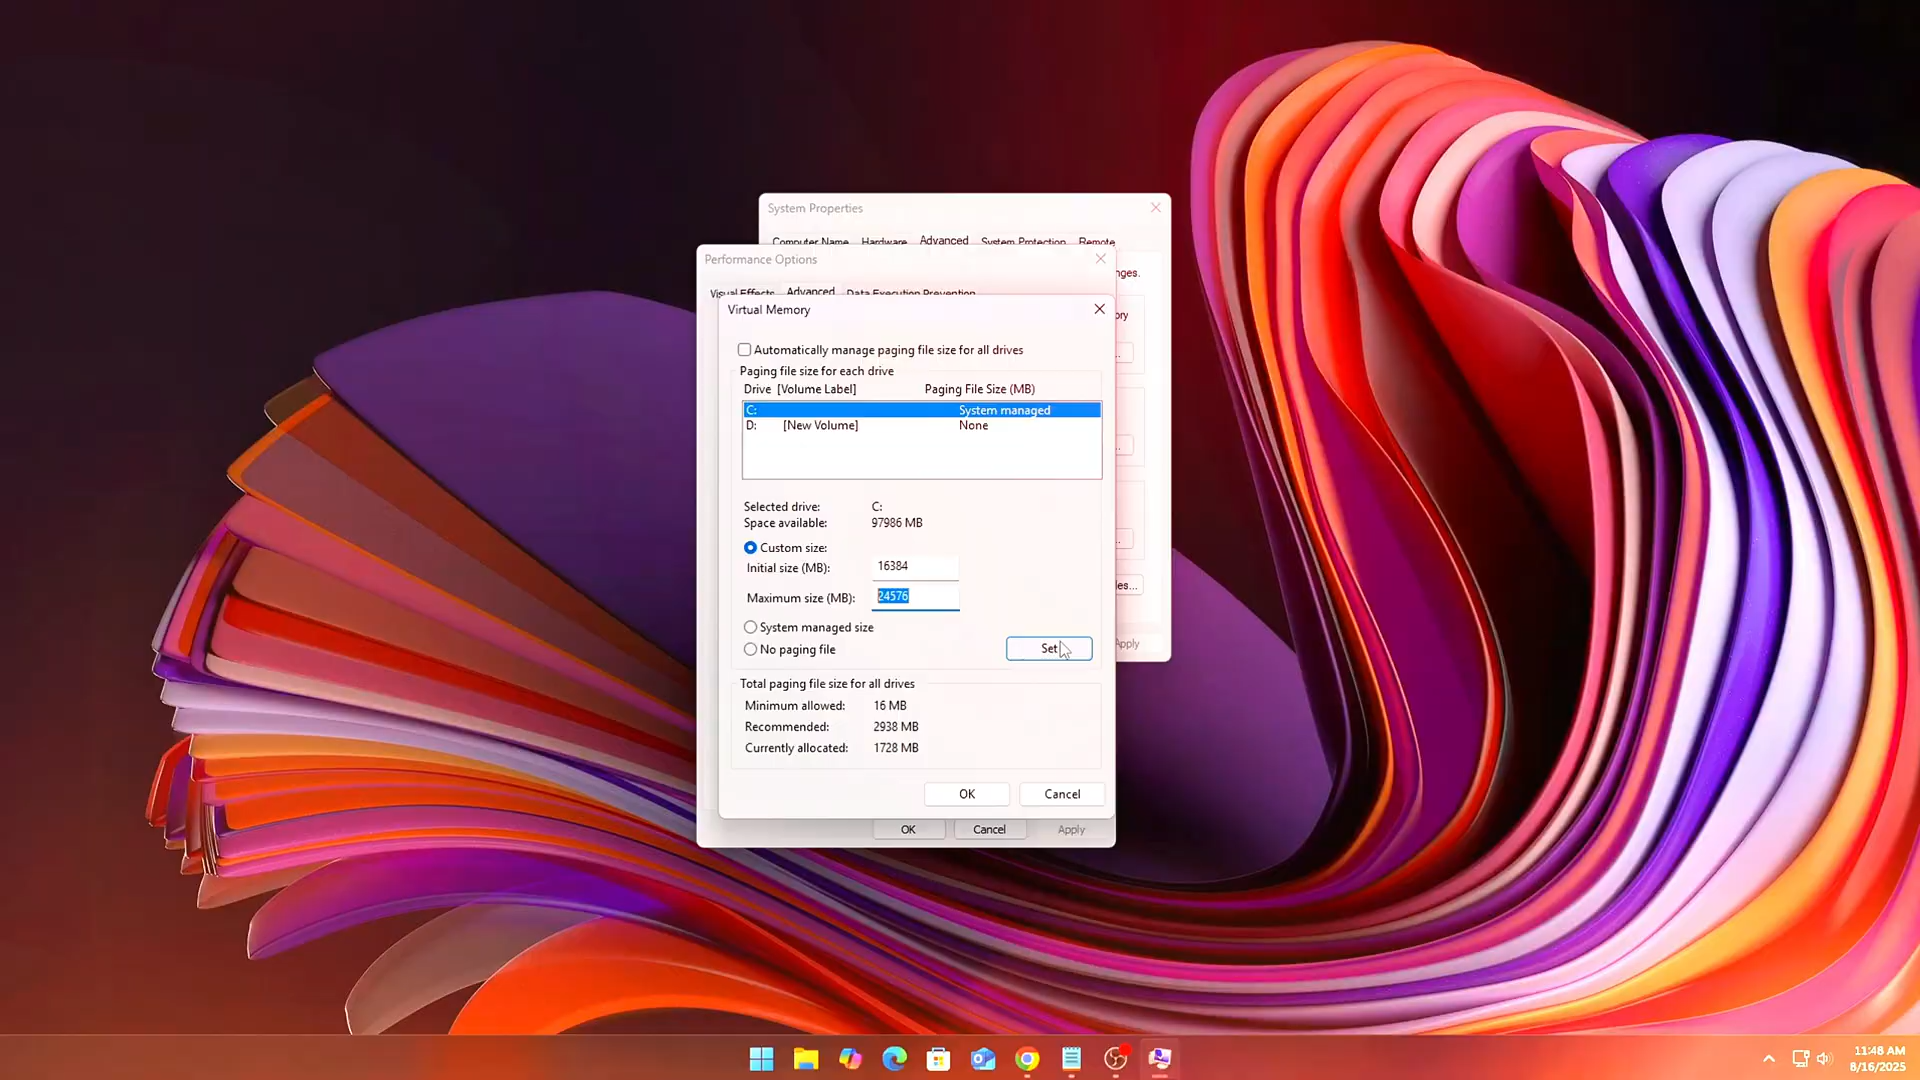 System Properties
Computer Name Hardware Advanced System Protection Remote
Performance Options
nges.
Visual Effects Advanced Data Execution Prevention
Virtual Memory
ory
Automatically manage paging file size for all drives
...
Paging file size for each drive
Drive [Volume Label] Paging File Size (MB)
C: System managed
D: [New Volume] None
Selected drive: C:
Space available: 97986 MB
Custom size:
Initial size (MB): 16384
les...
Maximum size (MB): 24576
System managed size
No paging file
Set
Apply
Total paging file size for all drives
Minimum allowed: 16 MB
Recommended: 2938 MB
Currently allocated: 1728 MB
OK Cancel
OK Cancel Apply
11:48 AM
8/16/2025